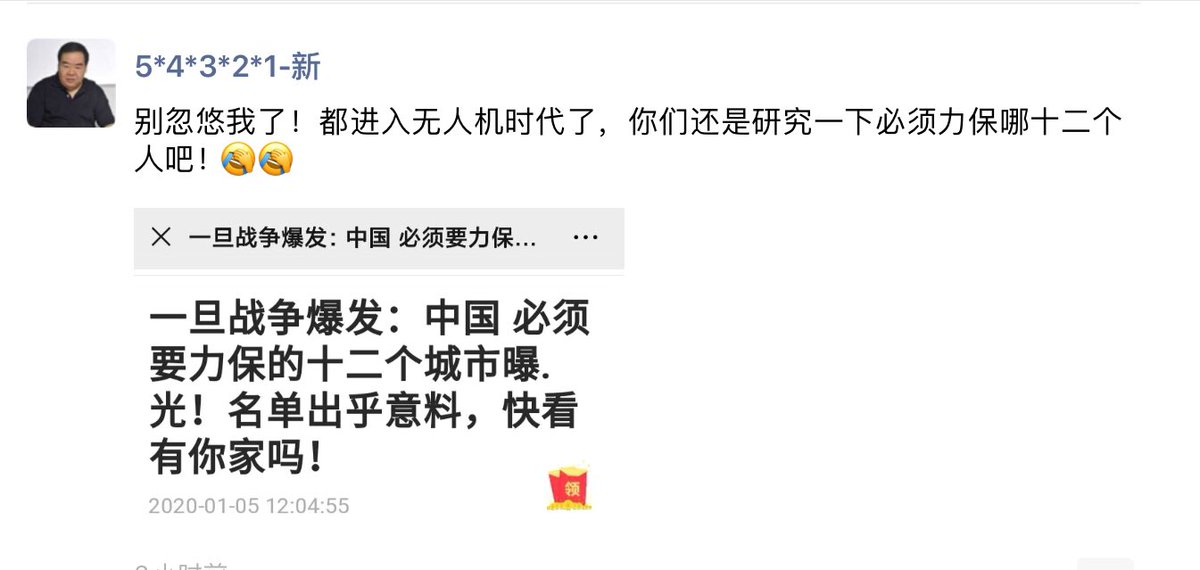 5*4*3*2*1-新
别忽悠我了！都进入无人机时代了，你们还是研究一下必须力保哪十二个
人吧！🤦🤦
一旦战争爆发：中国 必须要力保...
一旦战争爆发：中国 必须
要力保的十二个城市曝.
光！名单出乎意料，快看
有你家吗！
领
2020-01-05 12:04:55